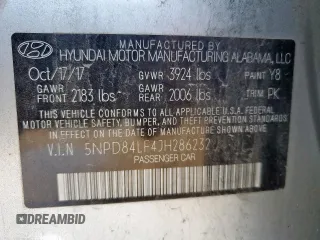 MANUFACTURED BY
HYUNDAI MOTOR MANUFACTURING ALABAMA, LLC
Oct/17/17 GVWR 3924 lbs PAINT Y8
GAWR FRONT 2183 lbs GAWR REAR 2006 lbs TRIM PK
THIS VEHICLE CONFORMS TO ALL APPLICABLE U.S.A FEDERAL
MOTOR VEHICLE SAFETY, BUMPER, AND THEFT PREVENTION
STANDARDS IN EFFECT ON THE DATE OF MANUFACTURE SHOWN ABOVE.
V.I.N 5NPD84LF4JH286232
PASSENGER CAR
DREAMBID